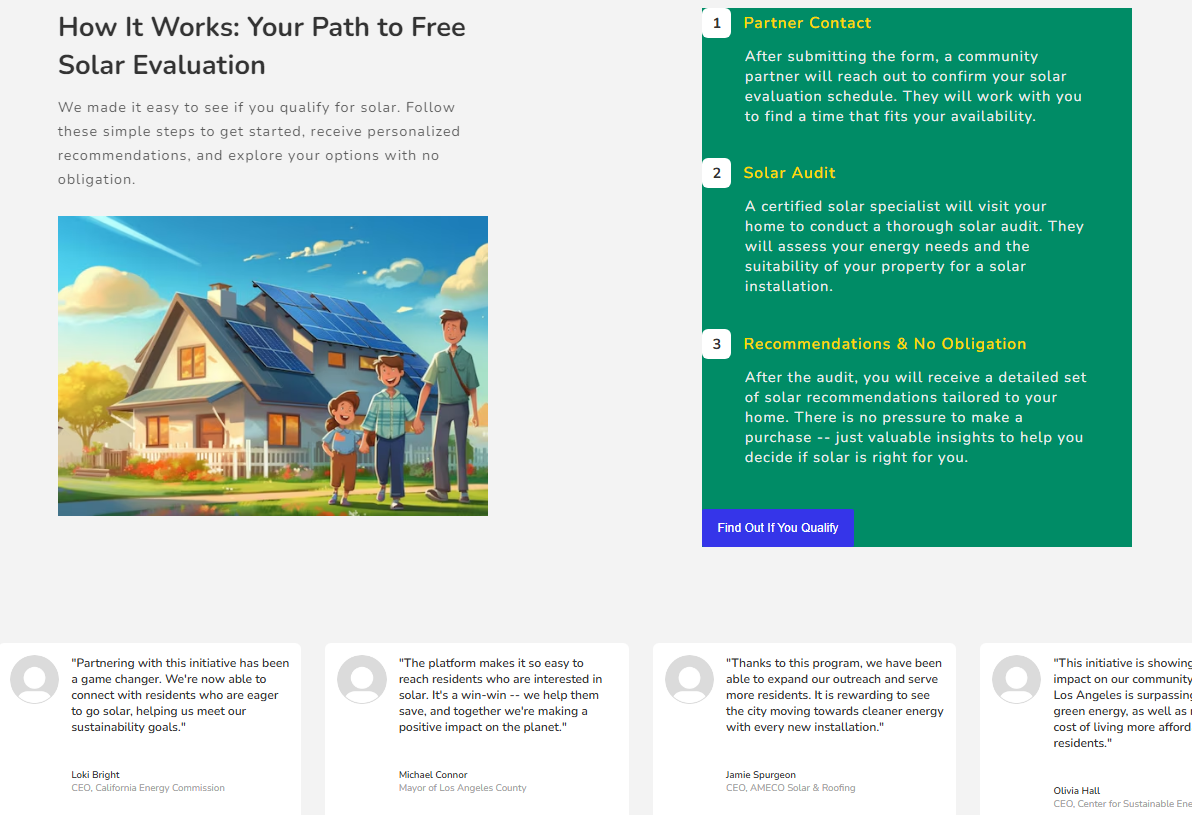 How It Works: Your Path to Free
Solar Evaluation
We made it easy to see if you qualify for solar. Follow
these simple steps to get started, receive personalized
recommendations, and explore your options with no
obligation.
1
Partner Contact
After submitting the form, a community
partner will reach out to confirm your solar
evaluation schedule. They will work with you
to find a time that fits your availability.
2
Solar Audit
A certified solar specialist will visit your
home to conduct a thorough solar audit. They
will assess your energy needs and the
suitability of your property for a solar
installation.
3
Recommendations & No Obligation
After the audit, you will receive a detailed set
of solar recommendations tailored to your
home. There is no pressure to make a
purchase -- just valuable insights to help you
decide if solar is right for you.
Find Out If You Qualify
"Partnering with this initiative has been
a game changer. We're now able to
connect with residents who are eager
to go solar, helping us meet our
sustainability goals."
Loki Bright
CEO, California Energy Commission
"The platform makes it so easy to
reach residents who are interested in
solar. It's a win-win -- we help them
save, and together we're making a
positive impact on the planet."
Michael Connor
Mayor of Los Angeles County
"Thanks to this program, we have been
able to expand our outreach and serve
more residents. It is rewarding to see
the city moving towards cleaner energy
with every new installation."
Jamie Spurgeon
CEO, AMECO Solar & Roofing
"This initiative is showing
impact on our community
Los Angeles is surpassing
green energy, as well as
cost of living more
residents."
Olivia Hall
CEO, Center for Sustainable